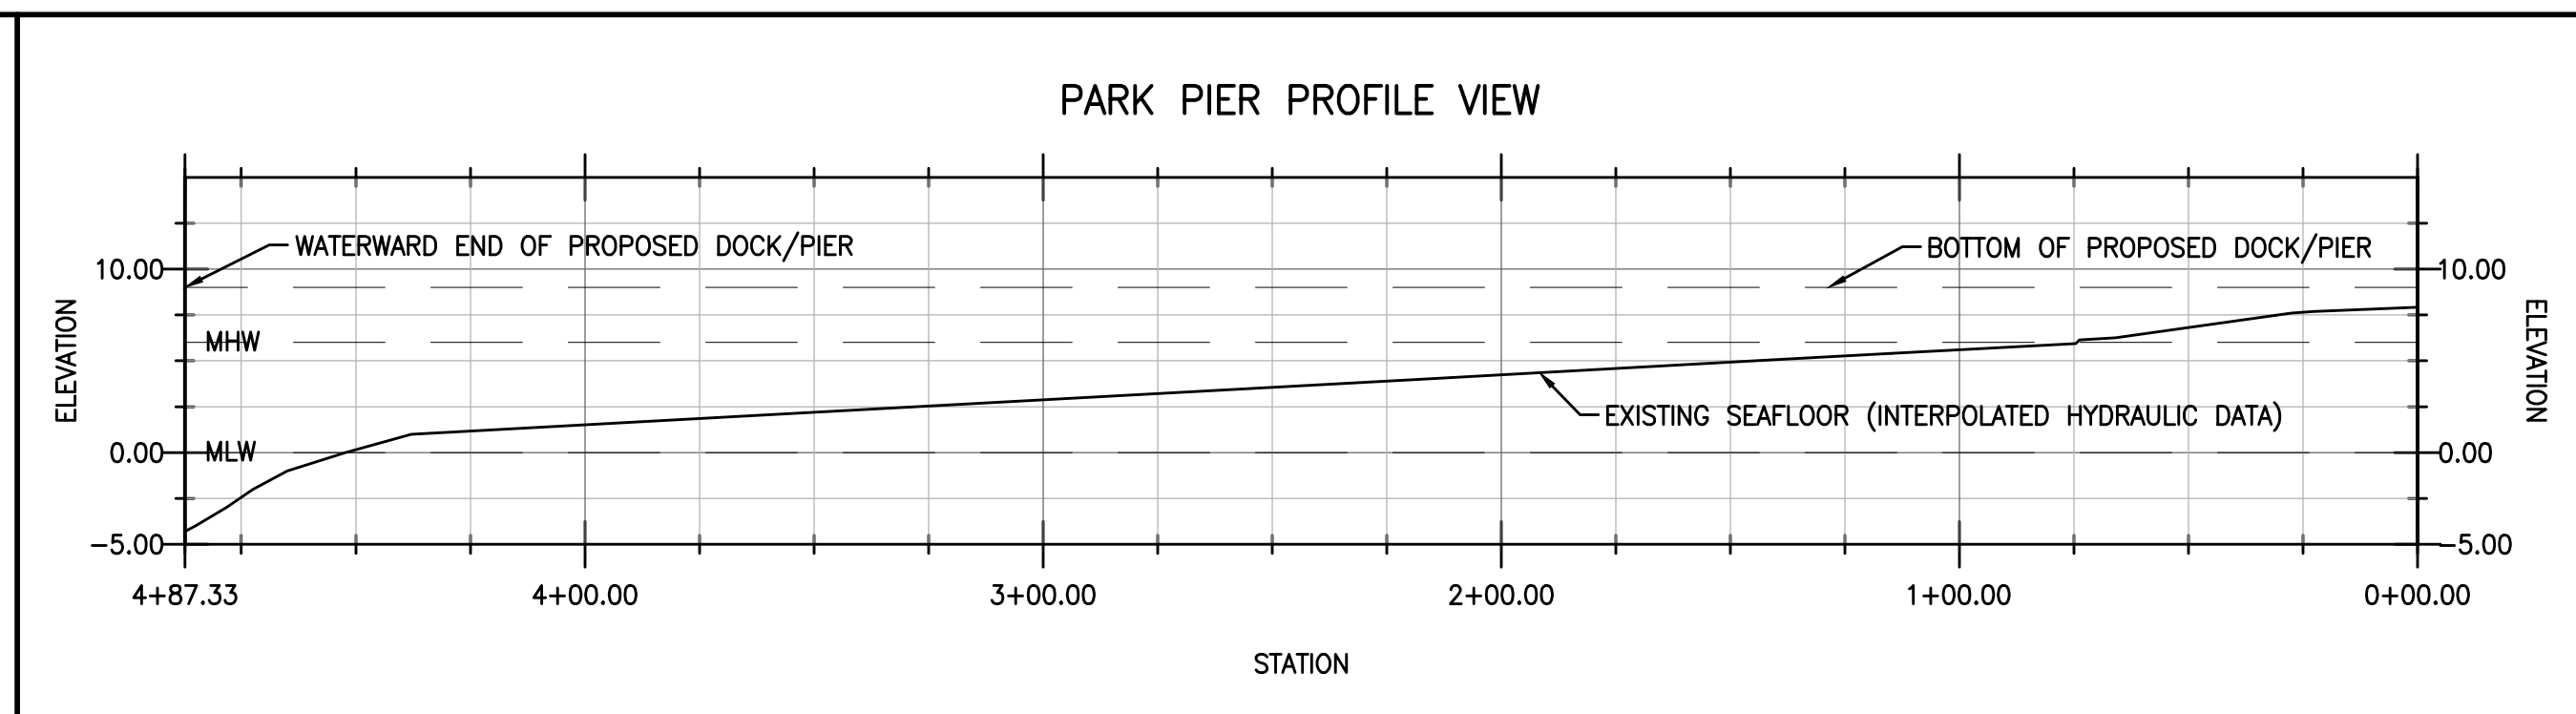 PARK PIER PROFILE VIEW
WATERWARD END OF PROPOSED DOCK/PIER
BOTTOM OF PROPOSED DOCK/PIER
10.00
10.00
ELEVATION
ELEVATION
MHW
EXISTING SEAFLOOR (INTERPOLATED HYDRAULIC DATA)
0.00
MLW
0.00
-5.00
-5.00
4+87.33
4+00.00
3+00.00
2+00.00
1+00.00
0+00.00
STATION